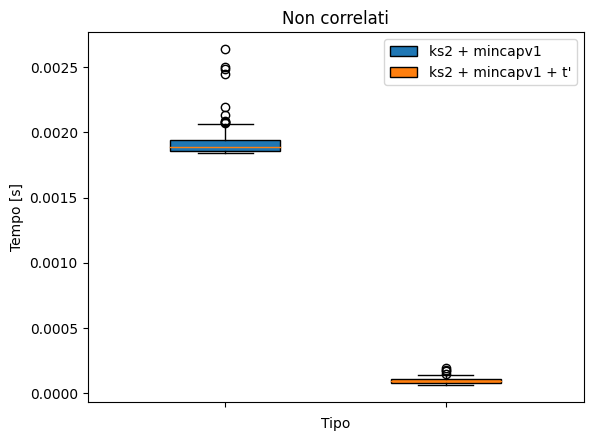 Non correlati
ks2 + mincapv1
ks2 + mincapv1 + t'
Tempo [s]
0.0025
0.0020
0.0015
0.0010
0.0005
0.0000
Tipo